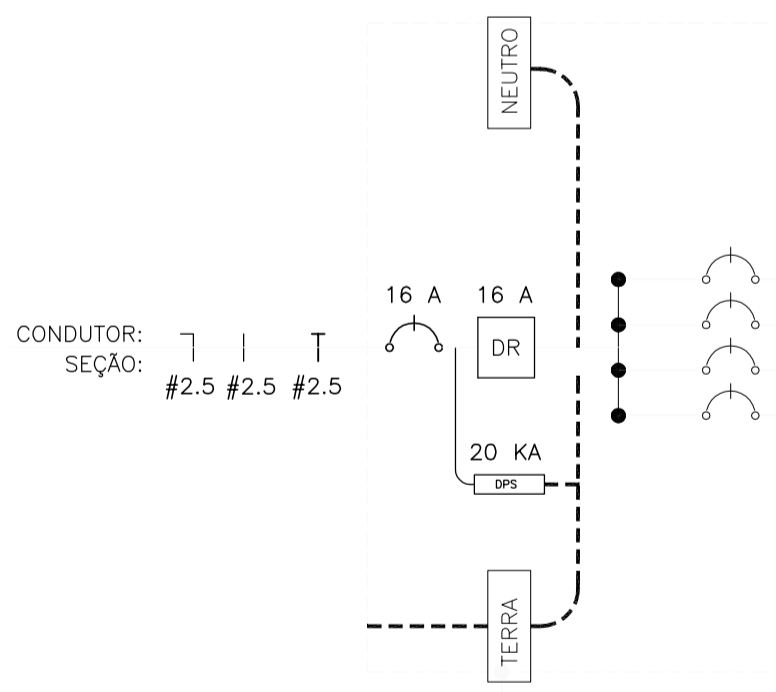 NEUTRO
16 A
16 A
CONDUTOR:
SEÇÃO:
DR
#2.5
#2.5
#2.5
20 KA
DPS
TERRA